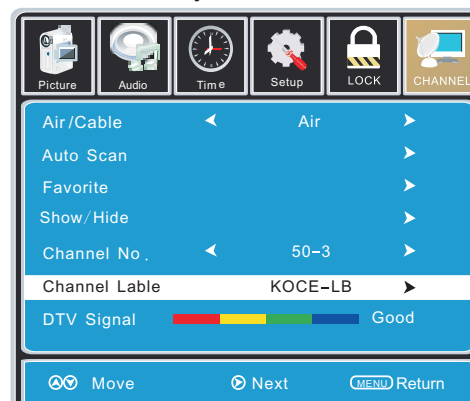 Picture Audio Time Setup LOCK CHANNEL
Air/Cable Air
Auto Scan
Favorite
Show/Hide
Channel No. 50-3
Channel Lable KOCE-LB
DTV Signal Good
Move Next MENU Return